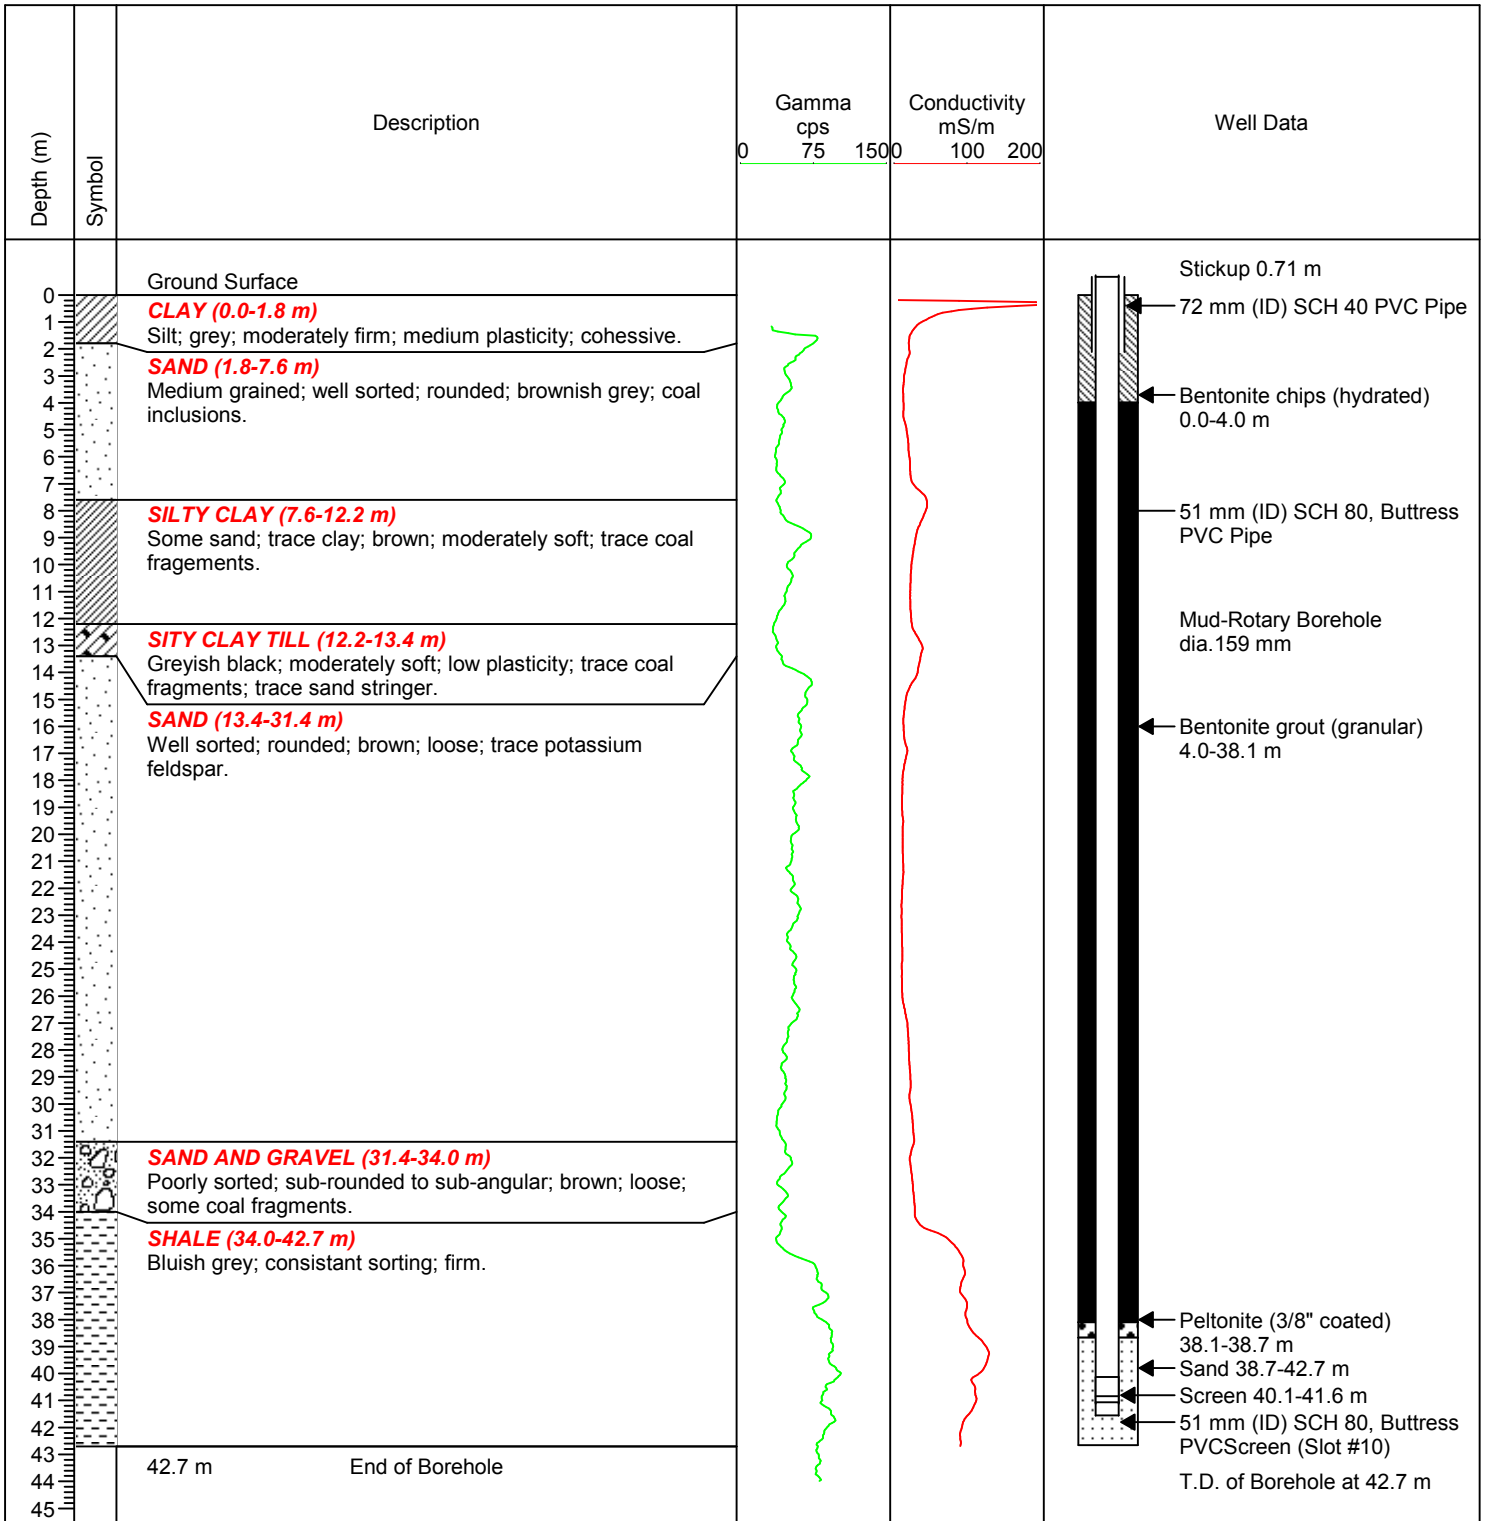 Depth (m)
Symbol
Description
Gamma
cps
0 75 150
Conductivity
mS/m
0 100 200
Well Data
Ground Surface
CLAY (0.0-1.8 m)
Silt; grey; moderately firm; medium plasticity; cohessive.
SAND (1.8-7.6 m)
Medium grained; well sorted; rounded; brownish grey; coal
inclusions.
SILTY CLAY (7.6-12.2 m)
Some sand; trace clay; brown; moderately soft; trace coal
fragements.
SITY CLAY TILL (12.2-13.4 m)
Greyish black; moderately soft; low plasticity; trace coal
fragments; trace sand stringer.
SAND (13.4-31.4 m)
Well sorted; rounded; brown; loose; trace potassium
feldspar.
SAND AND GRAVEL (31.4-34.0 m)
Poorly sorted; sub-rounded to sub-angular; brown; loose;
some coal fragments.
SHALE (34.0-42.7 m)
Bluish grey; consistant sorting; firm.
42.7 m End of Borehole
0
1
2
3
4
5
6
7
8
9
10
11
12
13
14
15
16
17
18
19
20
21
22
23
24
25
26
27
28
29
30
31
32
33
34
35
36
37
38
39
40
41
42
43
44
45
Stickup 0.71 m
72 mm (ID) SCH 40 PVC Pipe
Bentonite chips (hydrated)
0.0-4.0 m
51 mm (ID) SCH 80, Buttress
PVC Pipe
Mud-Rotary Borehole
dia.159 mm
Bentonite grout (granular)
4.0-38.1 m
Peltonite (3/8" coated)
38.1-38.7 m
Sand 38.7-42.7 m
Screen 40.1-41.6 m
51 mm (ID) SCH 80, Buttress
PVCScreen (Slot #10)
T.D. of Borehole at 42.7 m